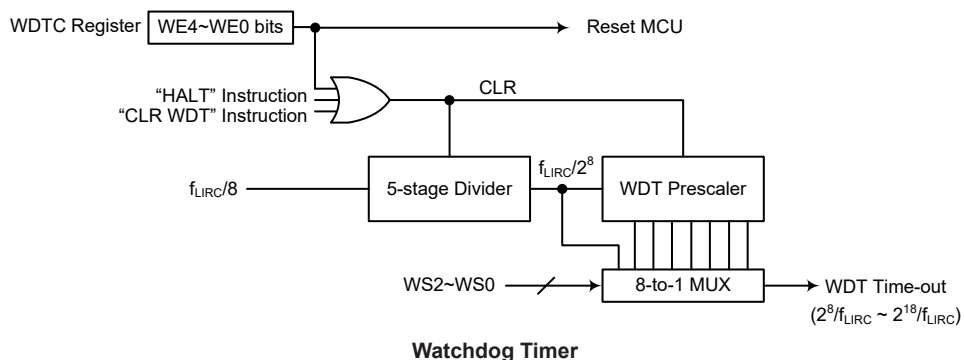 WDTC Register WE4~WE0 bits Reset MCU
“HALT” Instruction
“CLR WDT” Instruction
CLR
fLIRC/8
5-stage Divider
fLIRC/2⁸
WDT Prescaler
WS2~WS0
8-to-1 MUX
WDT Time-out
(2⁸/fLIRC ~ 2¹⁸/fLIRC)
Watchdog Timer